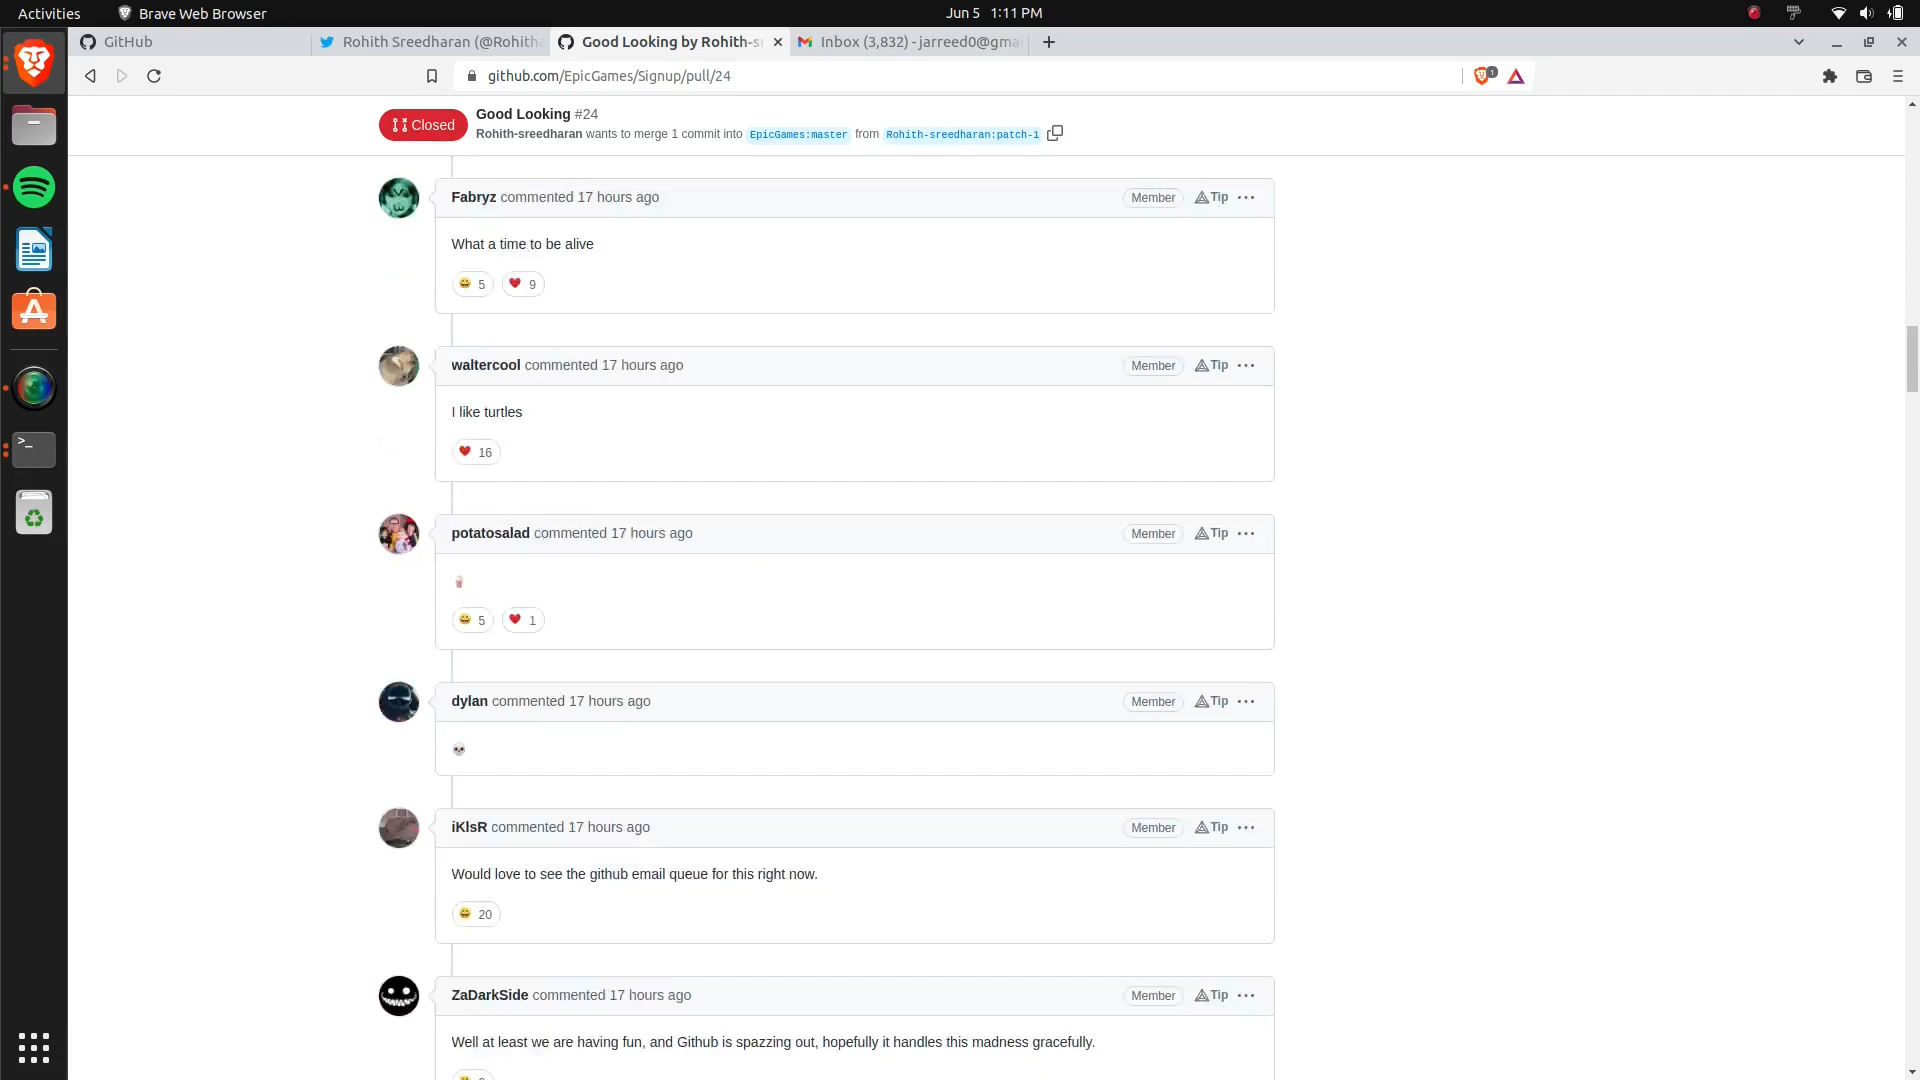 Activities
Brave Web Browser
Jun 5 1:11 PM
GitHub
Rohith Sreedharan (@Rohith
Good Looking by Rohith-s
Inbox (3,832) - jarreed0@gma
github.com/EpicGames/Signup/pull/24
1
Closed
Good Looking #24
Rohith-sreedharan wants to merge 1 commit into EpicGames:master from Rohith-sreedharan:patch-1
Fabryz commented 17 hours ago
Member
Tip
What a time to be alive
😄 5 ❤️ 9
waltercool commented 17 hours ago
Member
Tip
I like turtles
❤️ 16
potatosalad commented 17 hours ago
Member
Tip
🍿
😄 5 ❤️ 1
dylan commented 17 hours ago
Member
Tip
💀
iKlsR commented 17 hours ago
Member
Tip
Would love to see the github email queue for this right now.
😄 20
ZaDarkSide commented 17 hours ago
Member
Tip
Well at least we are having fun, and Github is spazzing out, hopefully it handles this madness gracefully.